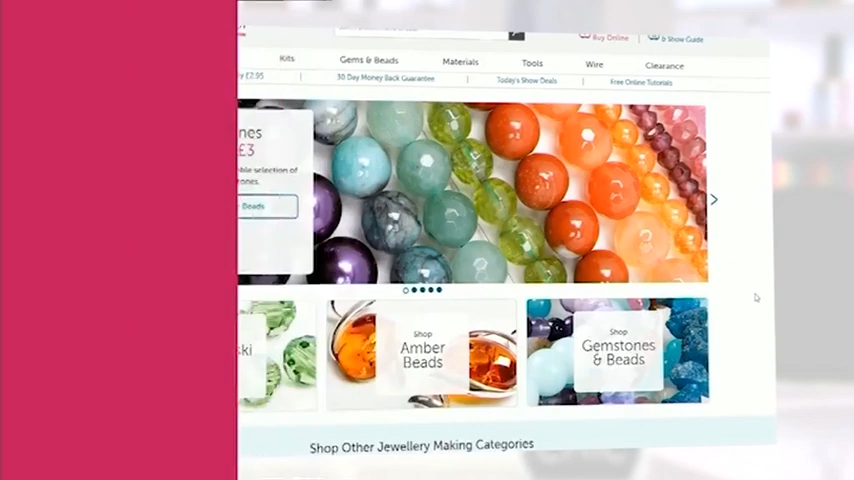 Buy Online
& Show Guide
Kits
Gems & Beads
Materials
Tools
Wire
Clearance
£7.95
30 Day Money Back Guarantee
Today's Show Deals
Free Online Tutorials
nes
£3
ble selection of
tones.
Beads
ski
Shop
Amber
Beads
Shop
Gemstones
& Beads
Shop Other Jewellery Making Categories